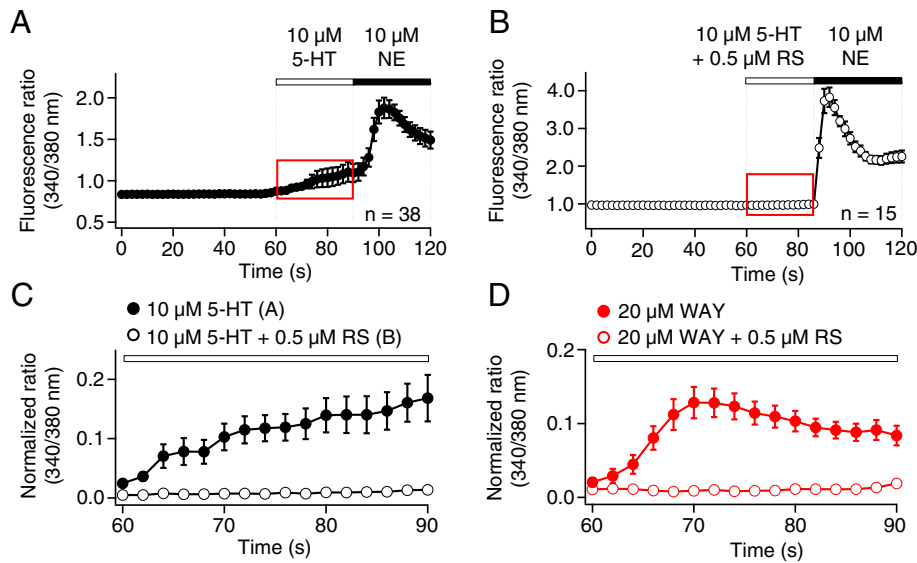 A
10 µM
5-HT
10 µM
NE
Fluorescence ratio
(340/380 nm)
2.0
1.5
1.0
0.5
n = 38
0 20 40 60 80 100 120
Time (s)
B
10 µM 5-HT
+ 0.5 µM RS
10 µM
NE
Fluorescence ratio
(340/380 nm)
4.0
3.0
2.0
1.0
n = 15
0 20 40 60 80 100 120
Time (s)
C
10 µM 5-HT (A)
10 µM 5-HT + 0.5 µM RS (B)
Normalized ratio
(340/380 nm)
0.2
0.1
0.0
60 70 80 90
Time (s)
D
20 µM WAY
20 µM WAY + 0.5 µM RS
Normalized ratio
(340/380 nm)
0.2
0.1
0.0
60 70 80 90
Time (s)